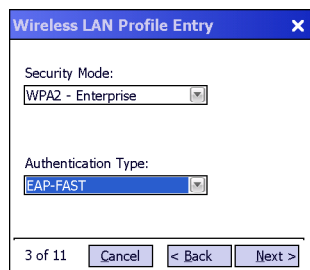 Wireless LAN Profile Entry
Security Mode:
WPA2 - Enterprise
Authentication Type:
EAP-FAST
3 of 11 Cancel < Back Next >